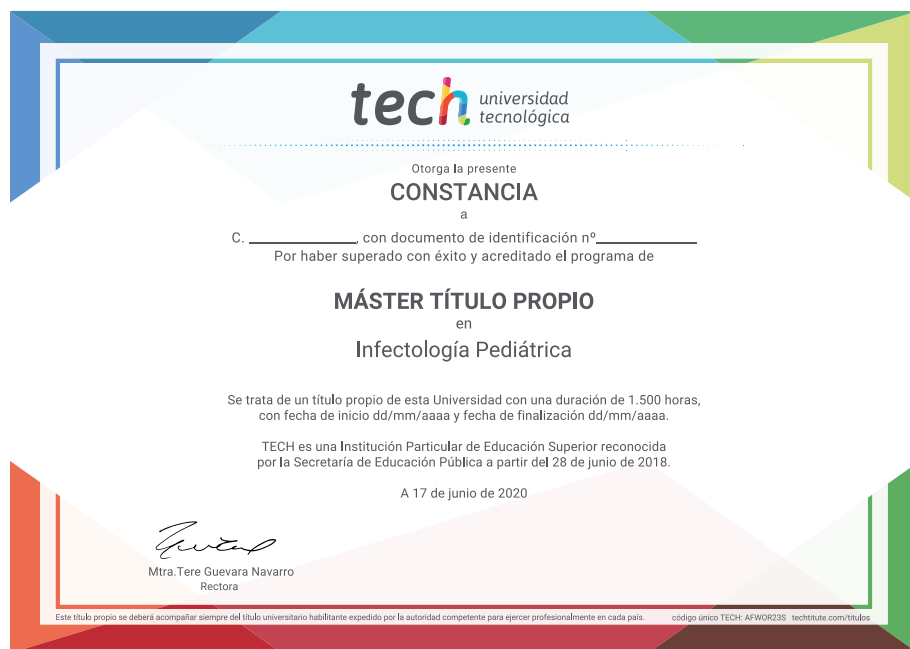 tech universidad
tecnológica
Otorga la presente
CONSTANCIA
a
C. ____________, con documento de identificación nº____________
Por haber superado con éxito y acreditado el programa de
MÁSTER TÍTULO PROPIO
en
Infectología Pediátrica
Se trata de un título propio de esta Universidad con una duración de 1.500 horas,
con fecha de inicio dd/mm/aaaa y fecha de finalización dd/mm/aaaa.
TECH es una Institución Particular de Educación Superior reconocida
por la Secretaría de Educación Pública a partir del 28 de junio de 2018.
A 17 de junio de 2020
Mtra.Tere Guevara Navarro
Rectora
Este título propio se deberá acompañar siempre del título universitario habilitante expedido por la autoridad competente para ejercer profesionalmente en cada país. código único TECH: AFWOR23S techtitute.com/titulos